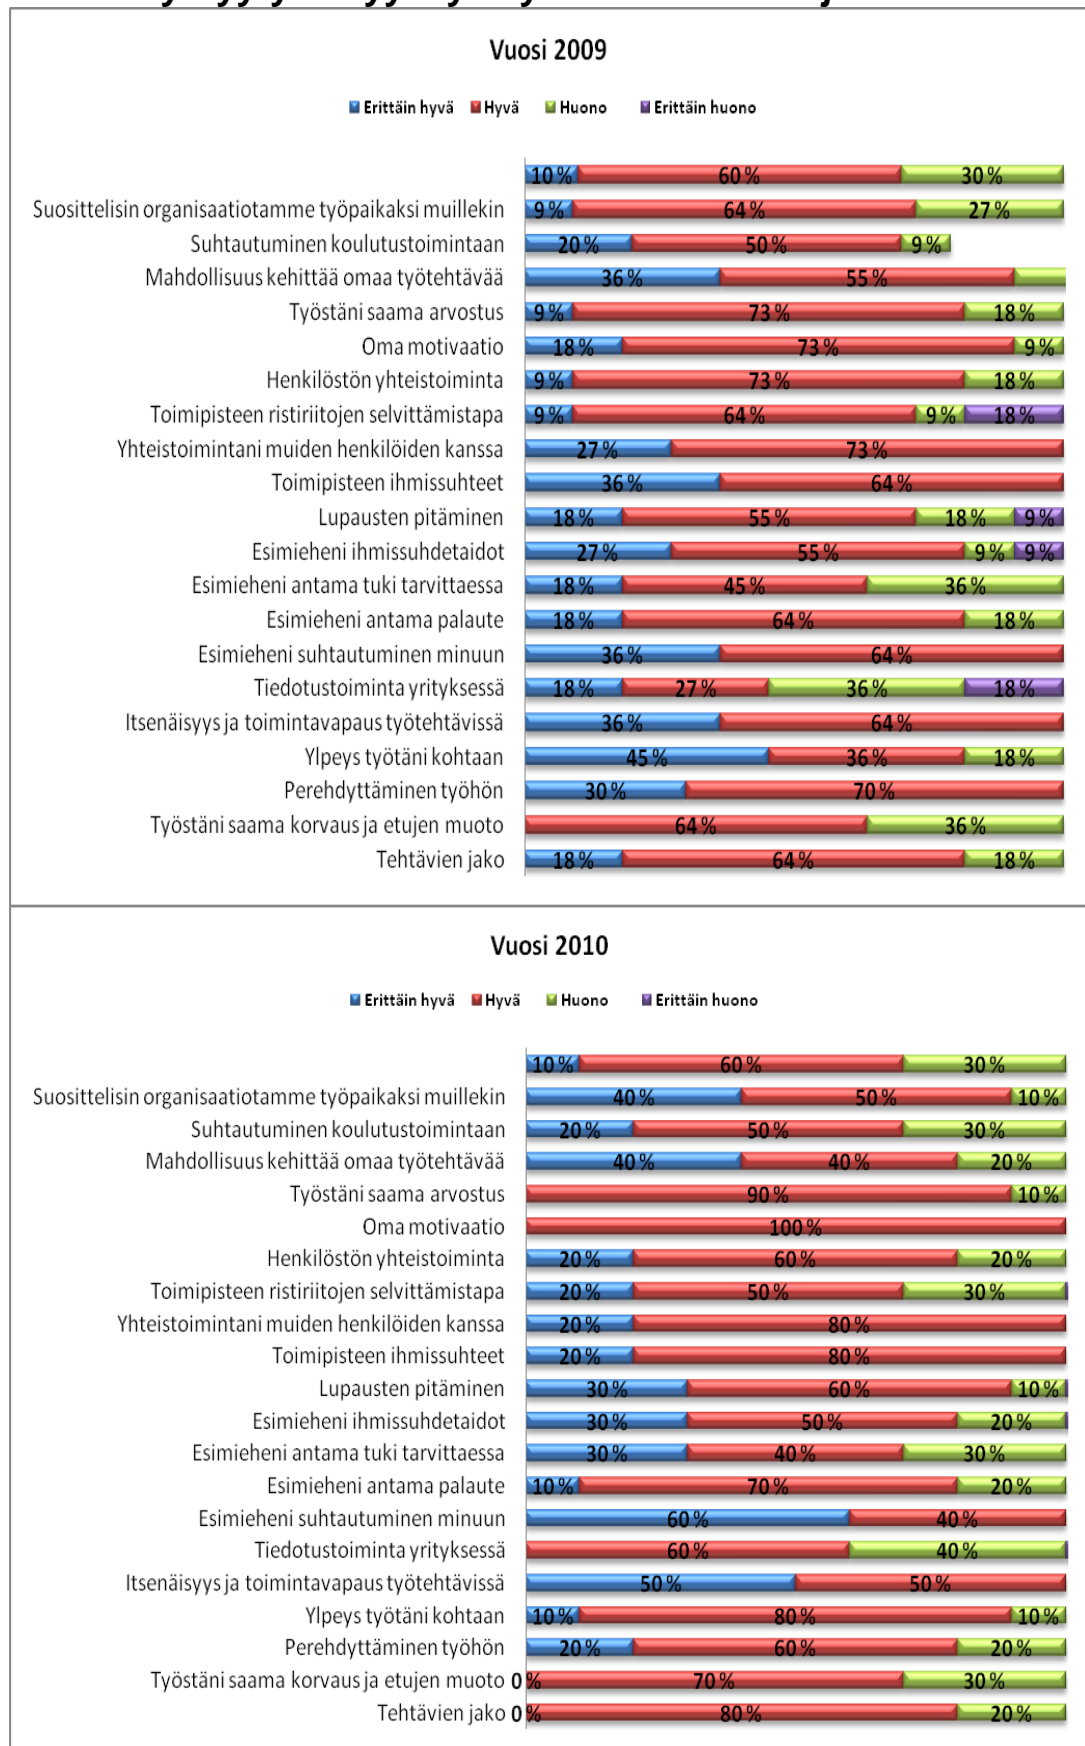 Vuosi 2009
Erittäin hyvä Hyvä Huono Erittäin huono
10% 60% 30%
Suosittelisin organisaatiotamme työpaikaksi muillekin 9% 64% 27%
Suhtautuminen koulutustoimintaan 20% 50% 9%
Mahdollisuus kehittää omaa työtehtävää 36% 55%
Työstäni saama arvostus 9% 73% 18%
Oma motivaatio 18% 73% 9%
Henkilöstön yhteistoiminta 9% 73% 18%
Toimipisteen ristiriitojen selvittämistapa 9% 64% 9% 18%
Yhteistoimintani muiden henkilöiden kanssa 27% 73%
Toimipisteen ihmissuhteet 36% 64%
Lupausten pitäminen 18% 55% 18% 9%
Esimieheni ihmissuhdetaidot 27% 55% 9% 9%
Esimieheni antama tuki tarvittaessa 18% 45% 36%
Esimieheni antama palaute 18% 64% 18%
Esimieheni suhtautuminen minuun 36% 64%
Tiedotustoiminta yrityksessä 18% 27% 36% 18%
Itsenäisyys ja toimintavapaus työtehtävissä 36% 64%
Ylpeys työtäni kohtaan 45% 36% 18%
Perehdyttäminen työhön 30% 70%
Työstäni saama korvaus ja etujen muoto 64% 36%
Tehtävien jako 18% 64% 18%
Vuosi 2010
Erittäin hyvä Hyvä Huono Erittäin huono
10% 60% 30%
Suosittelisin organisaatiotamme työpaikaksi muillekin 40% 50% 10%
Suhtautuminen koulutustoimintaan 20% 50% 30%
Mahdollisuus kehittää omaa työtehtävää 40% 40% 20%
Työstäni saama arvostus 90% 10%
Oma motivaatio 100%
Henkilöstön yhteistoiminta 20% 60% 20%
Toimipisteen ristiriitojen selvittämistapa 20% 50% 30%
Yhteistoimintani muiden henkilöiden kanssa 20% 80%
Toimipisteen ihmissuhteet 20% 80%
Lupausten pitäminen 30% 60% 10%
Esimieheni ihmissuhdetaidot 30% 50% 20%
Esimieheni antama tuki tarvittaessa 30% 40% 30%
Esimieheni antama palaute 10% 70% 20%
Esimieheni suhtautuminen minuun 60% 40%
Tiedotustoiminta yrityksessä 60% 40%
Itsenäisyys ja toimintavapaus työtehtävissä 50% 50%
Ylpeys työtäni kohtaan 10% 80% 10%
Perehdyttäminen työhön 20% 60% 20%
Työstäni saama korvaus ja etujen muoto 0% 70% 30%
Tehtävien jako 0% 80% 20%